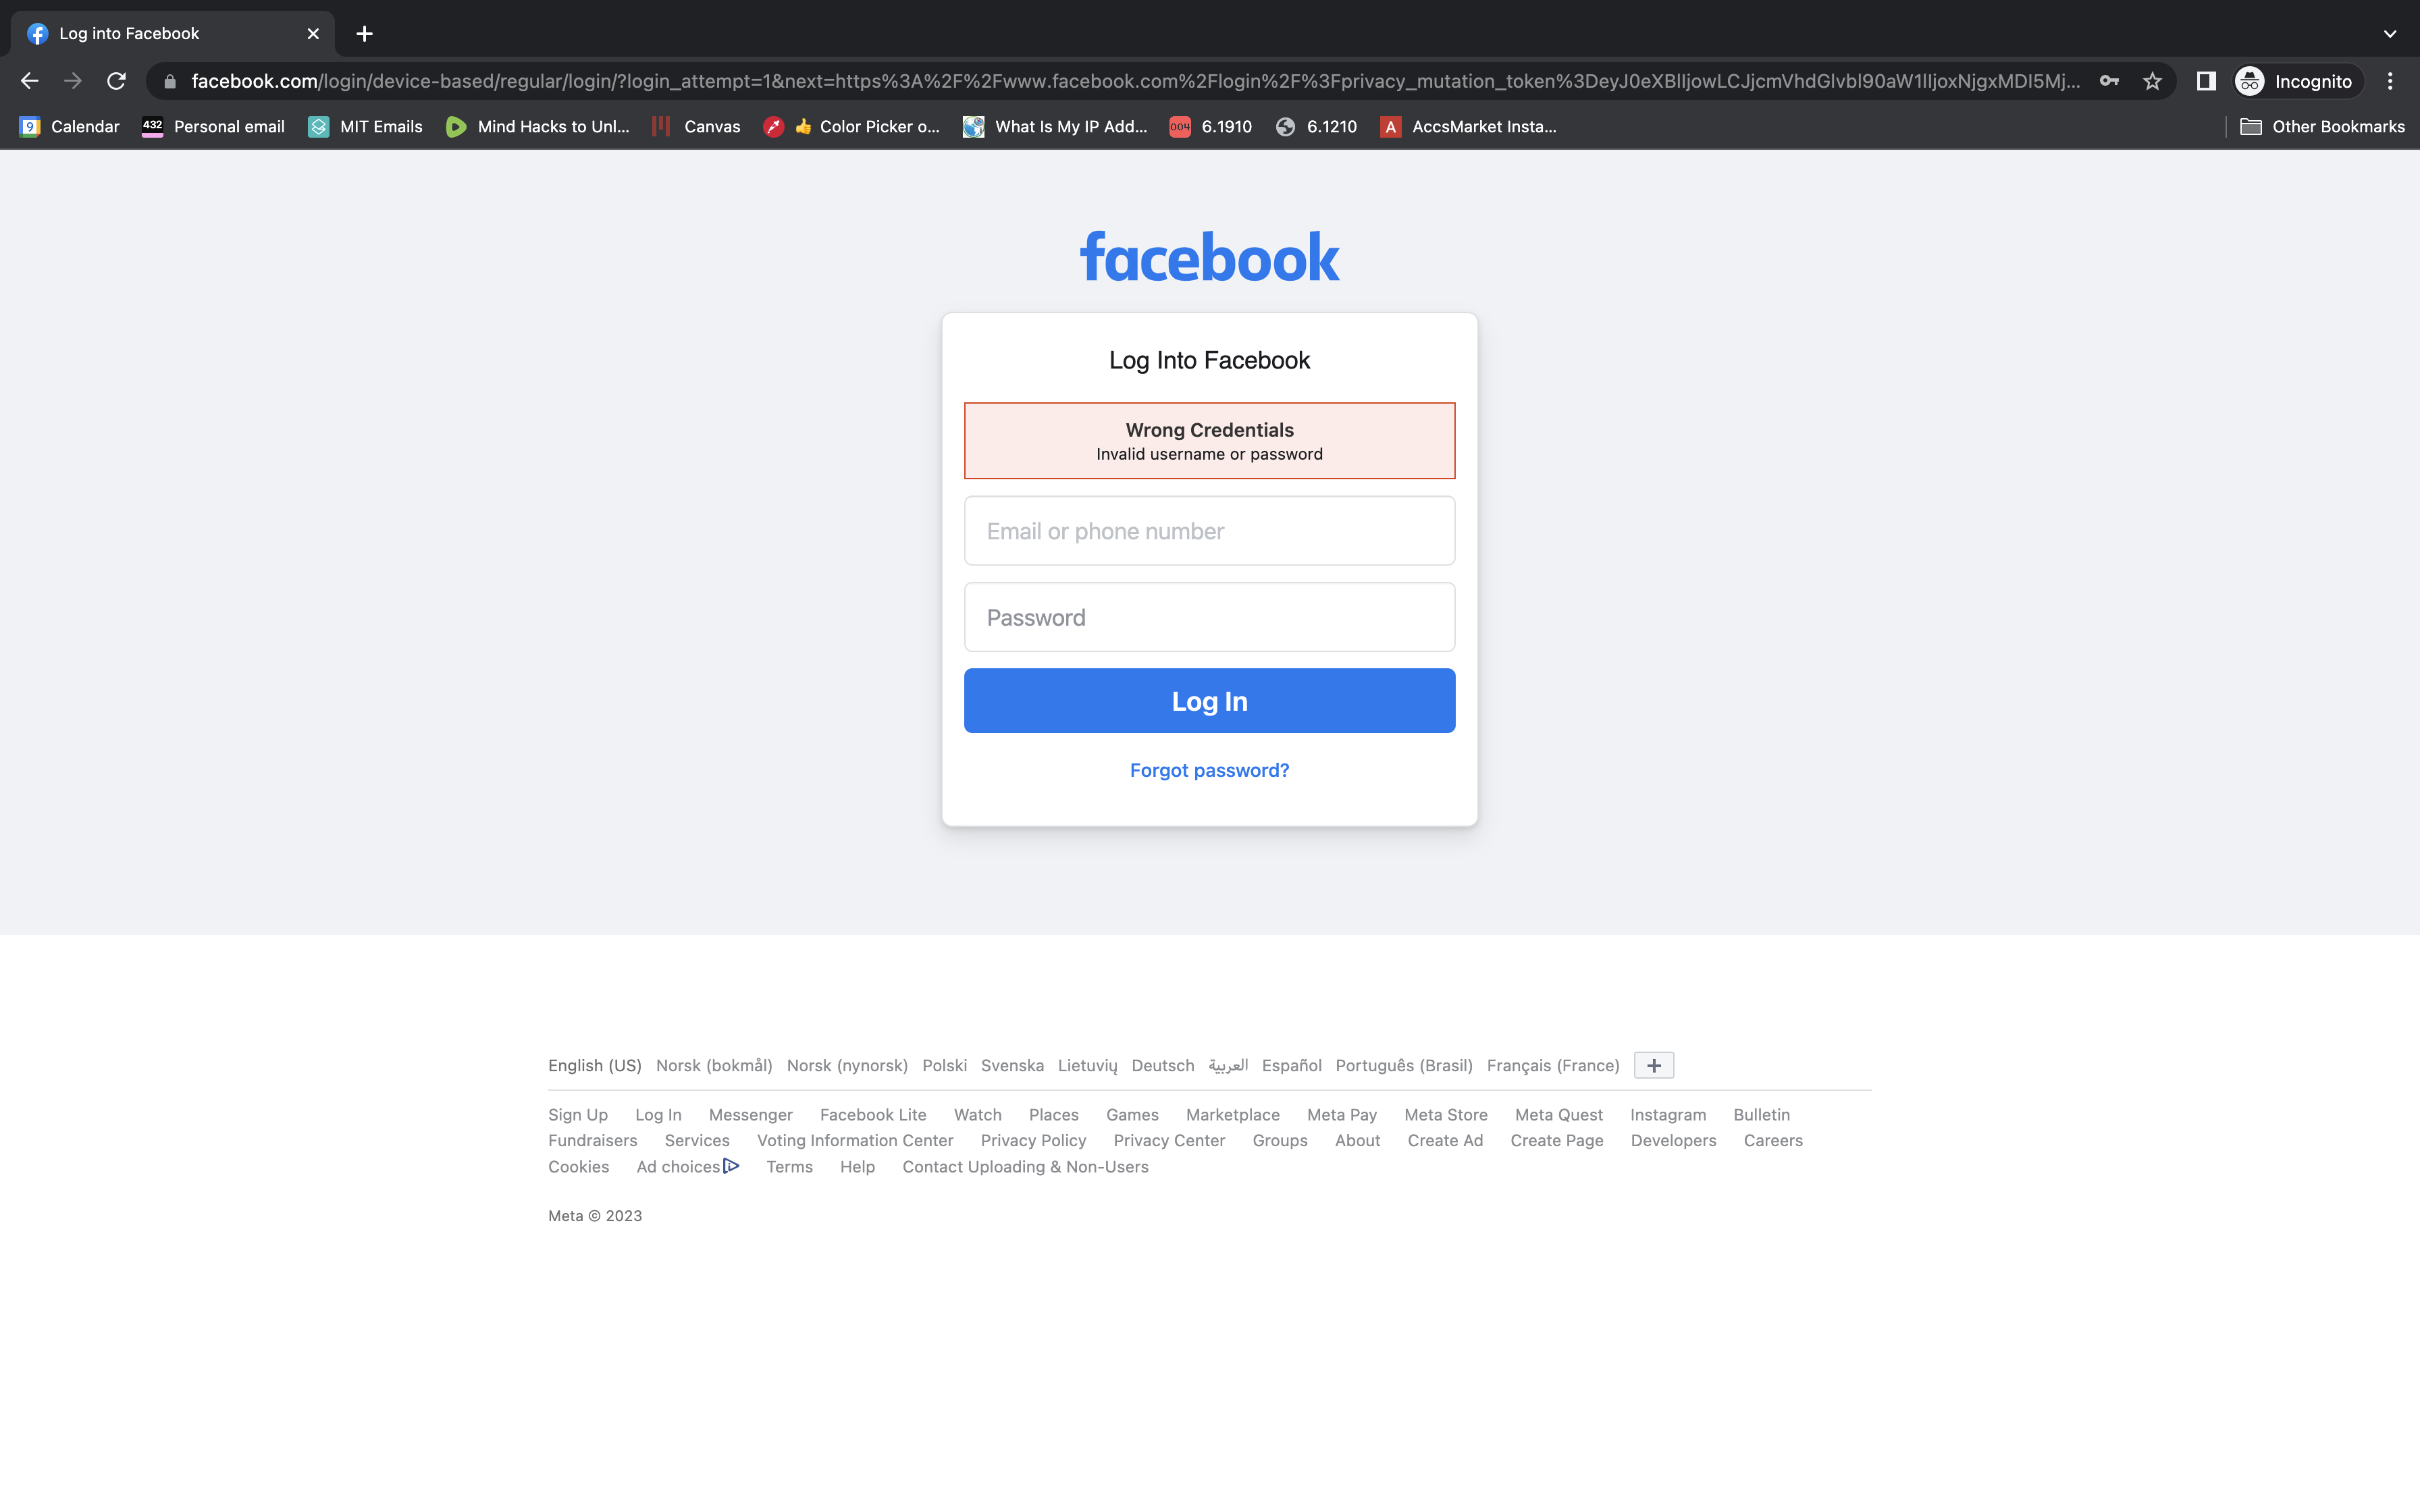 Log into Facebook
facebook.com/login/device-based/regular/login/?login_attempt=1&next=https%3A%2F%2Fwww.facebook.com%2Flogin%2F%3Fprivacy_mutation_token%3DeyJ0eXBlIjowLCJjcmVhdGlvbl90aW1lIjoxNjgxMDI5Mj...
Incognito
9 Calendar
432 Personal email
MIT Emails
Mind Hacks to Unl...
Canvas
👍 Color Picker o...
What Is My IP Add...
004 6.1910
6.1210
A AccsMarket Insta...
Other Bookmarks
facebook
Log Into Facebook
Wrong Credentials
Invalid username or password
Email or phone number
Password
Log In
Forgot password?
English (US) Norsk (bokmål) Norsk (nynorsk) Polski Svenska Lietuvių Deutsch العربية Español Português (Brasil) Français (France) +
Sign Up Log In Messenger Facebook Lite Watch Places Games Marketplace Meta Pay Meta Store Meta Quest Instagram Bulletin
Fundraisers Services Voting Information Center Privacy Policy Privacy Center Groups About Create Ad Create Page Developers Careers
Cookies Ad choices Terms Help Contact Uploading & Non-Users
Meta © 2023